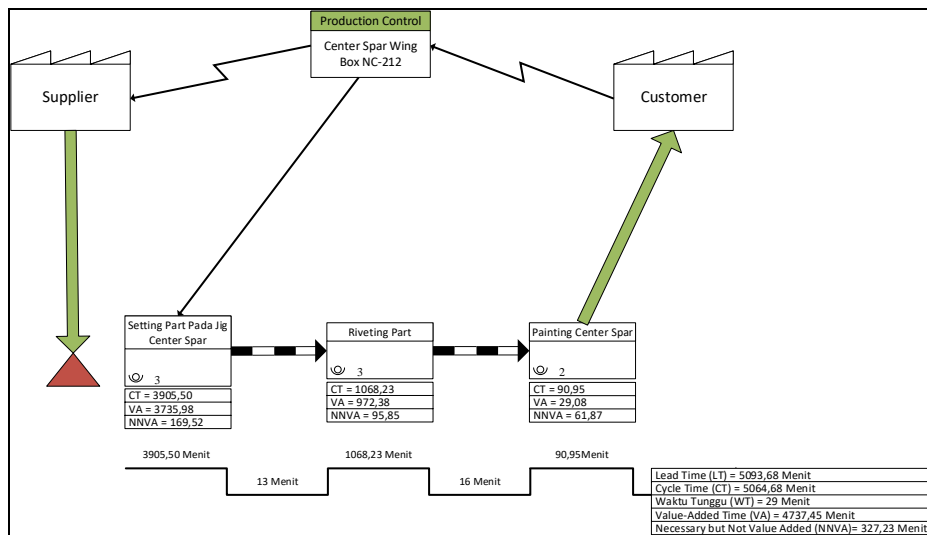 Production Control
Center Spar Wing
Box NC-212
Supplier
Customer
Setting Part Pada Jig
Center Spar
3
CT = 3905,50
VA = 3735,98
NNVA = 169,52
Riveting Part
3
CT = 1068,23
VA = 972,38
NNVA = 95,85
Painting Center Spar
2
CT = 90,95
VA = 29,08
NNVA = 61,87
3905,50 Menit
13 Menit
1068,23 Menit
16 Menit
90,95Menit
Lead Time (LT) = 5093,68 Menit
Cycle Time (CT) = 5064,68 Menit
Waktu Tunggu (WT) = 29 Menit
Value-Added Time (VA) = 4737,45 Menit
Necessary but Not Value Added (NNVA)= 327,23 Menit